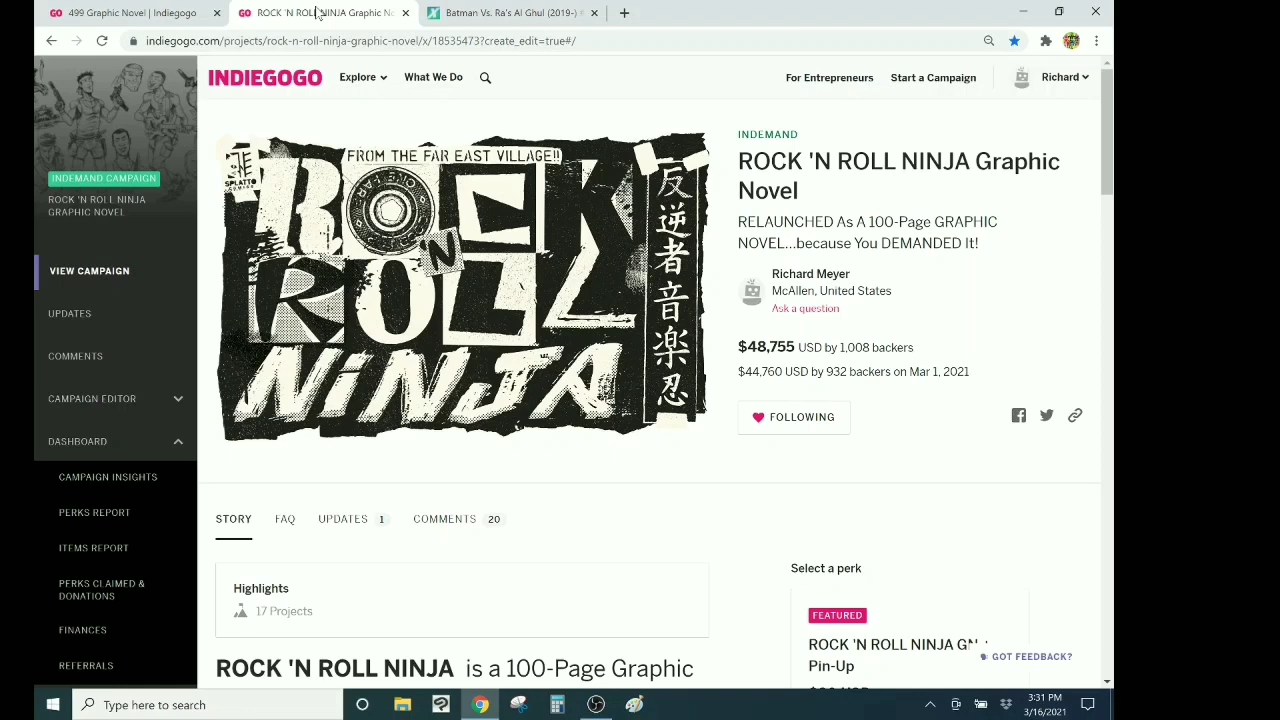 499 Graphic Novel | Indiegogo
ROCK 'N ROLL NINJA Graphic N
Batman Vs. Ra's Al Ghul (2019-)
indiegogo.com/projects/rock-n-roll-ninja-graphic-novel/x/18535473?create_edit=true#/
INDIEGOGO
Explore
What We Do
For Entrepreneurs
Start a Campaign
Richard
INDEMAND CAMPAIGN
ROCK 'N ROLL NINJA
GRAPHIC NOVEL
VIEW CAMPAIGN
UPDATES
COMMENTS
CAMPAIGN EDITOR
DASHBOARD
CAMPAIGN INSIGHTS
PERKS REPORT
ITEMS REPORT
PERKS CLAIMED &
DONATIONS
FINANCES
REFERRALS
FROM THE FAR EAST VILLAGE!!
SPLATTO
ROCK
'N
ROLL
NINJA
反逆者音楽忍
INDEMAND
ROCK 'N ROLL NINJA Graphic
Novel
RELAUNCHED As A 100-Page GRAPHIC
NOVEL...because You DEMANDED It!
Richard Meyer
McAllen, United States
Ask a question
$48,755 USD by 1,008 backers
$44,760 USD by 932 backers on Mar 1, 2021
FOLLOWING
STORY
FAQ
UPDATES 1
COMMENTS 20
Highlights
17 Projects
ROCK 'N ROLL NINJA is a 100-Page Graphic
Select a perk
FEATURED
ROCK 'N ROLL NINJA GN +
Pin-Up
GOT FEEDBACK?
Type here to search
3:31 PM
3/16/2021